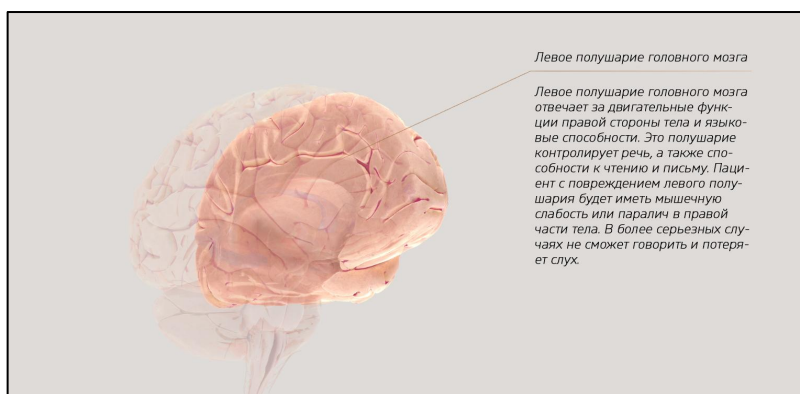 Левое полушарие головного мозга
Левое полушарие головного мозга
отвечает за двигательные функ-
ции правой стороны тела и языко-
вые способности. Это полушарие
контролирует речь, а также спо-
собности к чтению и письму. Паци-
ент с повреждением левого полу-
шария будет иметь мышечную
слабость или паралич в правой
части тела. В более серьезных слу-
чаях не сможет говорить и потеря-
ет слух.